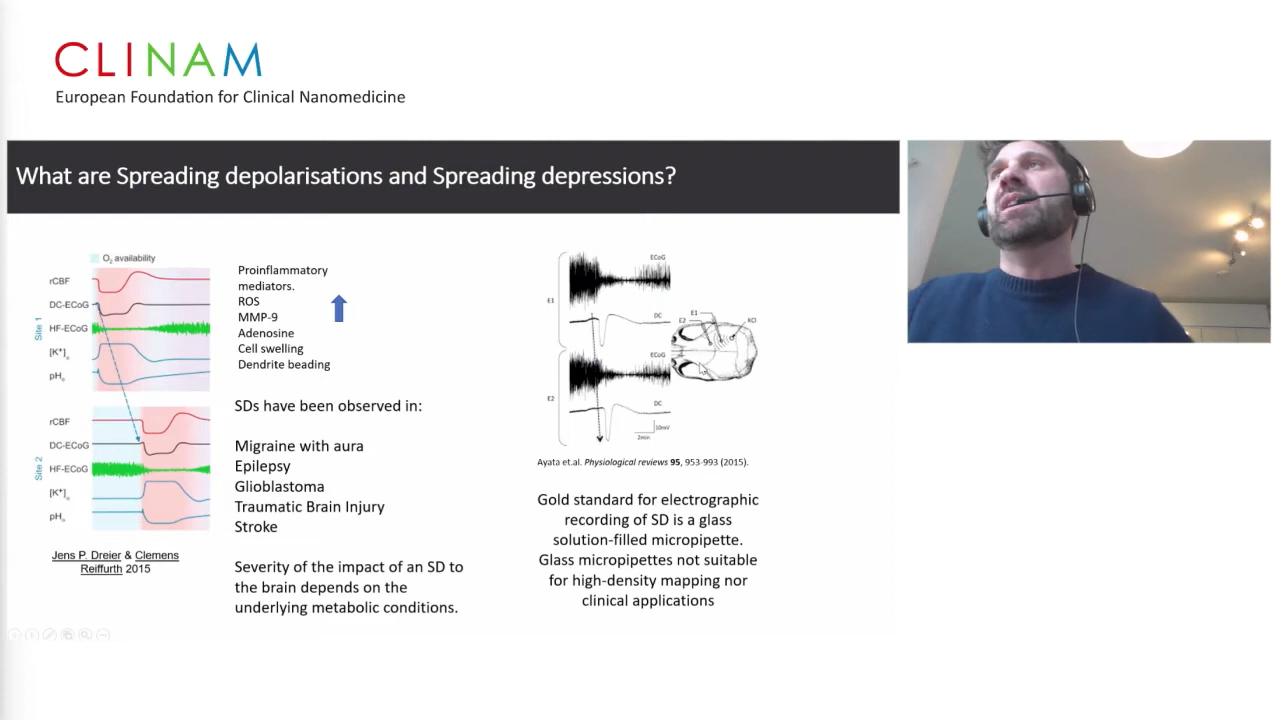 CLINAM
European Foundation for Clinical Nanomedicine
What are Spreading depolarisations and Spreading depressions?
O₂ availability
Site 1
rCBF
DC-ECoG
HF-ECoG
[K⁺]ₒ
pHₒ
Site 2
rCBF
DC-ECoG
HF-ECoG
[K⁺]ₒ
pHₒ
Jens P. Dreier & Clemens
Reiffurth 2015
Proinflammatory
mediators.
ROS
MMP-9
Adenosine
Cell swelling
Dendrite beading
SDs have been observed in:
Migraine with aura
Epilepsy
Glioblastoma
Traumatic Brain Injury
Stroke
Severity of the impact of an SD to
the brain depends on the
underlying metabolic conditions.
E1
ECoG
DC
E2
ECoG
DC
10mV
2min
E1
E2
KCl
Ayata et.al. Physiological reviews 95, 953-993 (2015).
Gold standard for electrographic
recording of SD is a glass
solution-filled micropipette.
Glass micropipettes not suitable
for high-density mapping nor
clinical applications